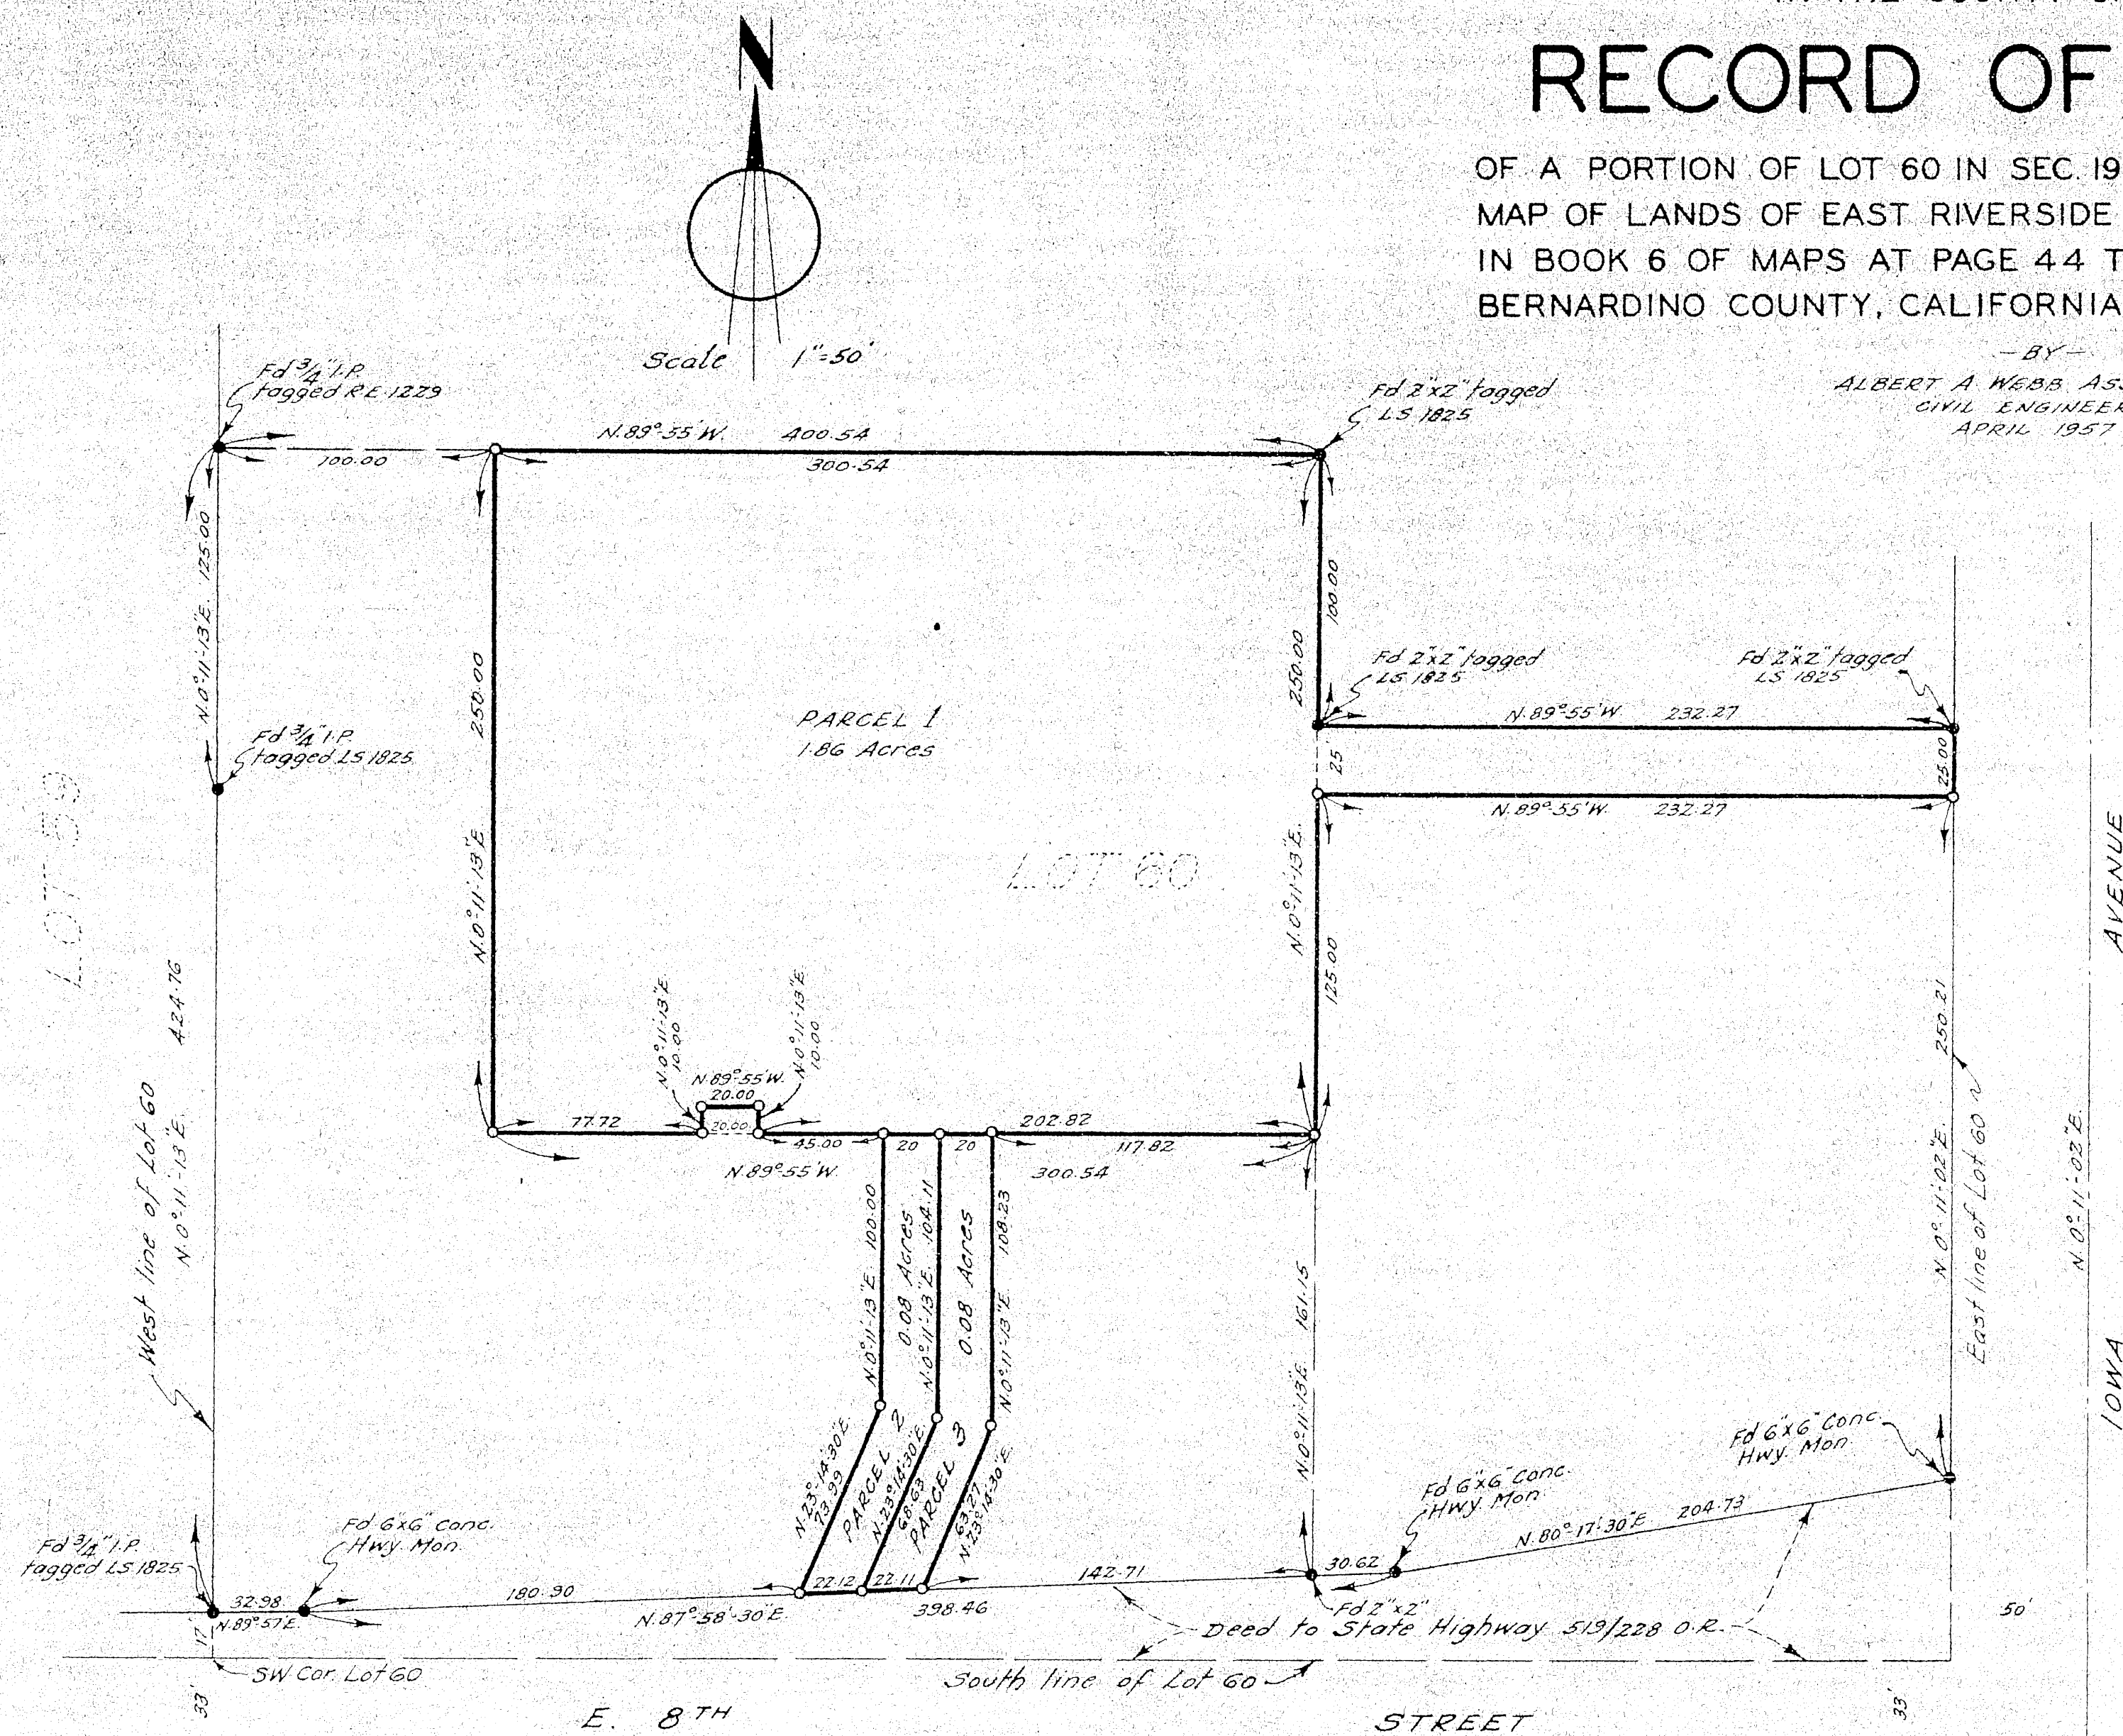 RECORD OF
OF A PORTION OF LOT 60 IN SEC. 19
MAP OF LANDS OF EAST RIVERSIDE
IN BOOK 6 OF MAPS AT PAGE 44 T
BERNARDINO COUNTY, CALIFORNIA
— BY —
ALBERT A WEBB ASS
CIVIL ENGINEER
APRIL 1957
N
Scale 1"=50'
Fd 3/4" I.P.
tagged R.E. 1229
N.89°-55'W. 400.54
100.00
300.54
Fd 2"x2" tagged
LS 1825
N.0°-11'-13"E. 125.00
250.00
N.0°-11'-13"E.
100.00
250.00
PARCEL 1
1.86 Acres
Fd 2"x2" tagged
LS 1825
Fd 2"x2" tagged
LS 1825
N.89°-55'W. 232.27
25
25.00
N.89°-55'W. 232.27
Fd 3/4" I.P.
tagged LS 1825
LOT 59
LOT 60
N.0°-11'-13"E.
125.00
AVENUE
424.76
West line of Lot 60
N.0°-11'-13"E.
N.0°-11'-13"E.
10.00
N.0°-11'-13"E.
10.00
N.89°-55'W.
20.00
77.72
20.00
45.00
20
20
202.82
117.82
N.89°-55'W.
300.54
N.0°-11'-13"E. 100.00
0.08 Acres
N.0°-11'-13"E. 104.11
0.08 Acres
N.0°-11'-13"E. 108.23
N.0°-11'-13"E. 161.15
N.0°-11'-02"E. 250.21
East line of Lot 60
N.0°-11'-02"E.
IOWA
N.23°-14'-30"E.
73.99
PARCEL 2
N.23°-14'-30"E.
68.63
PARCEL 3
63.27
N.23°-14'-30"E.
Fd 6"x6" Conc.
Hwy. Mon.
Fd 6"x6" Conc.
Hwy. Mon.
N.80°-17'-30"E. 204.73
Fd 3/4" I.P.
tagged LS 1825
Fd 6"x6" Conc.
Hwy. Mon.
32.98
N.89°-57'E.
180.90
22.12
22.11
142.71
30.62
N.87°-58'-30"E.
398.46
Fd 2"x2"
Deed to State Highway 519/228 O.R.
50'
17'
SW Cor. Lot 60
South line of Lot 60
33'
33'
E. 8TH STREET